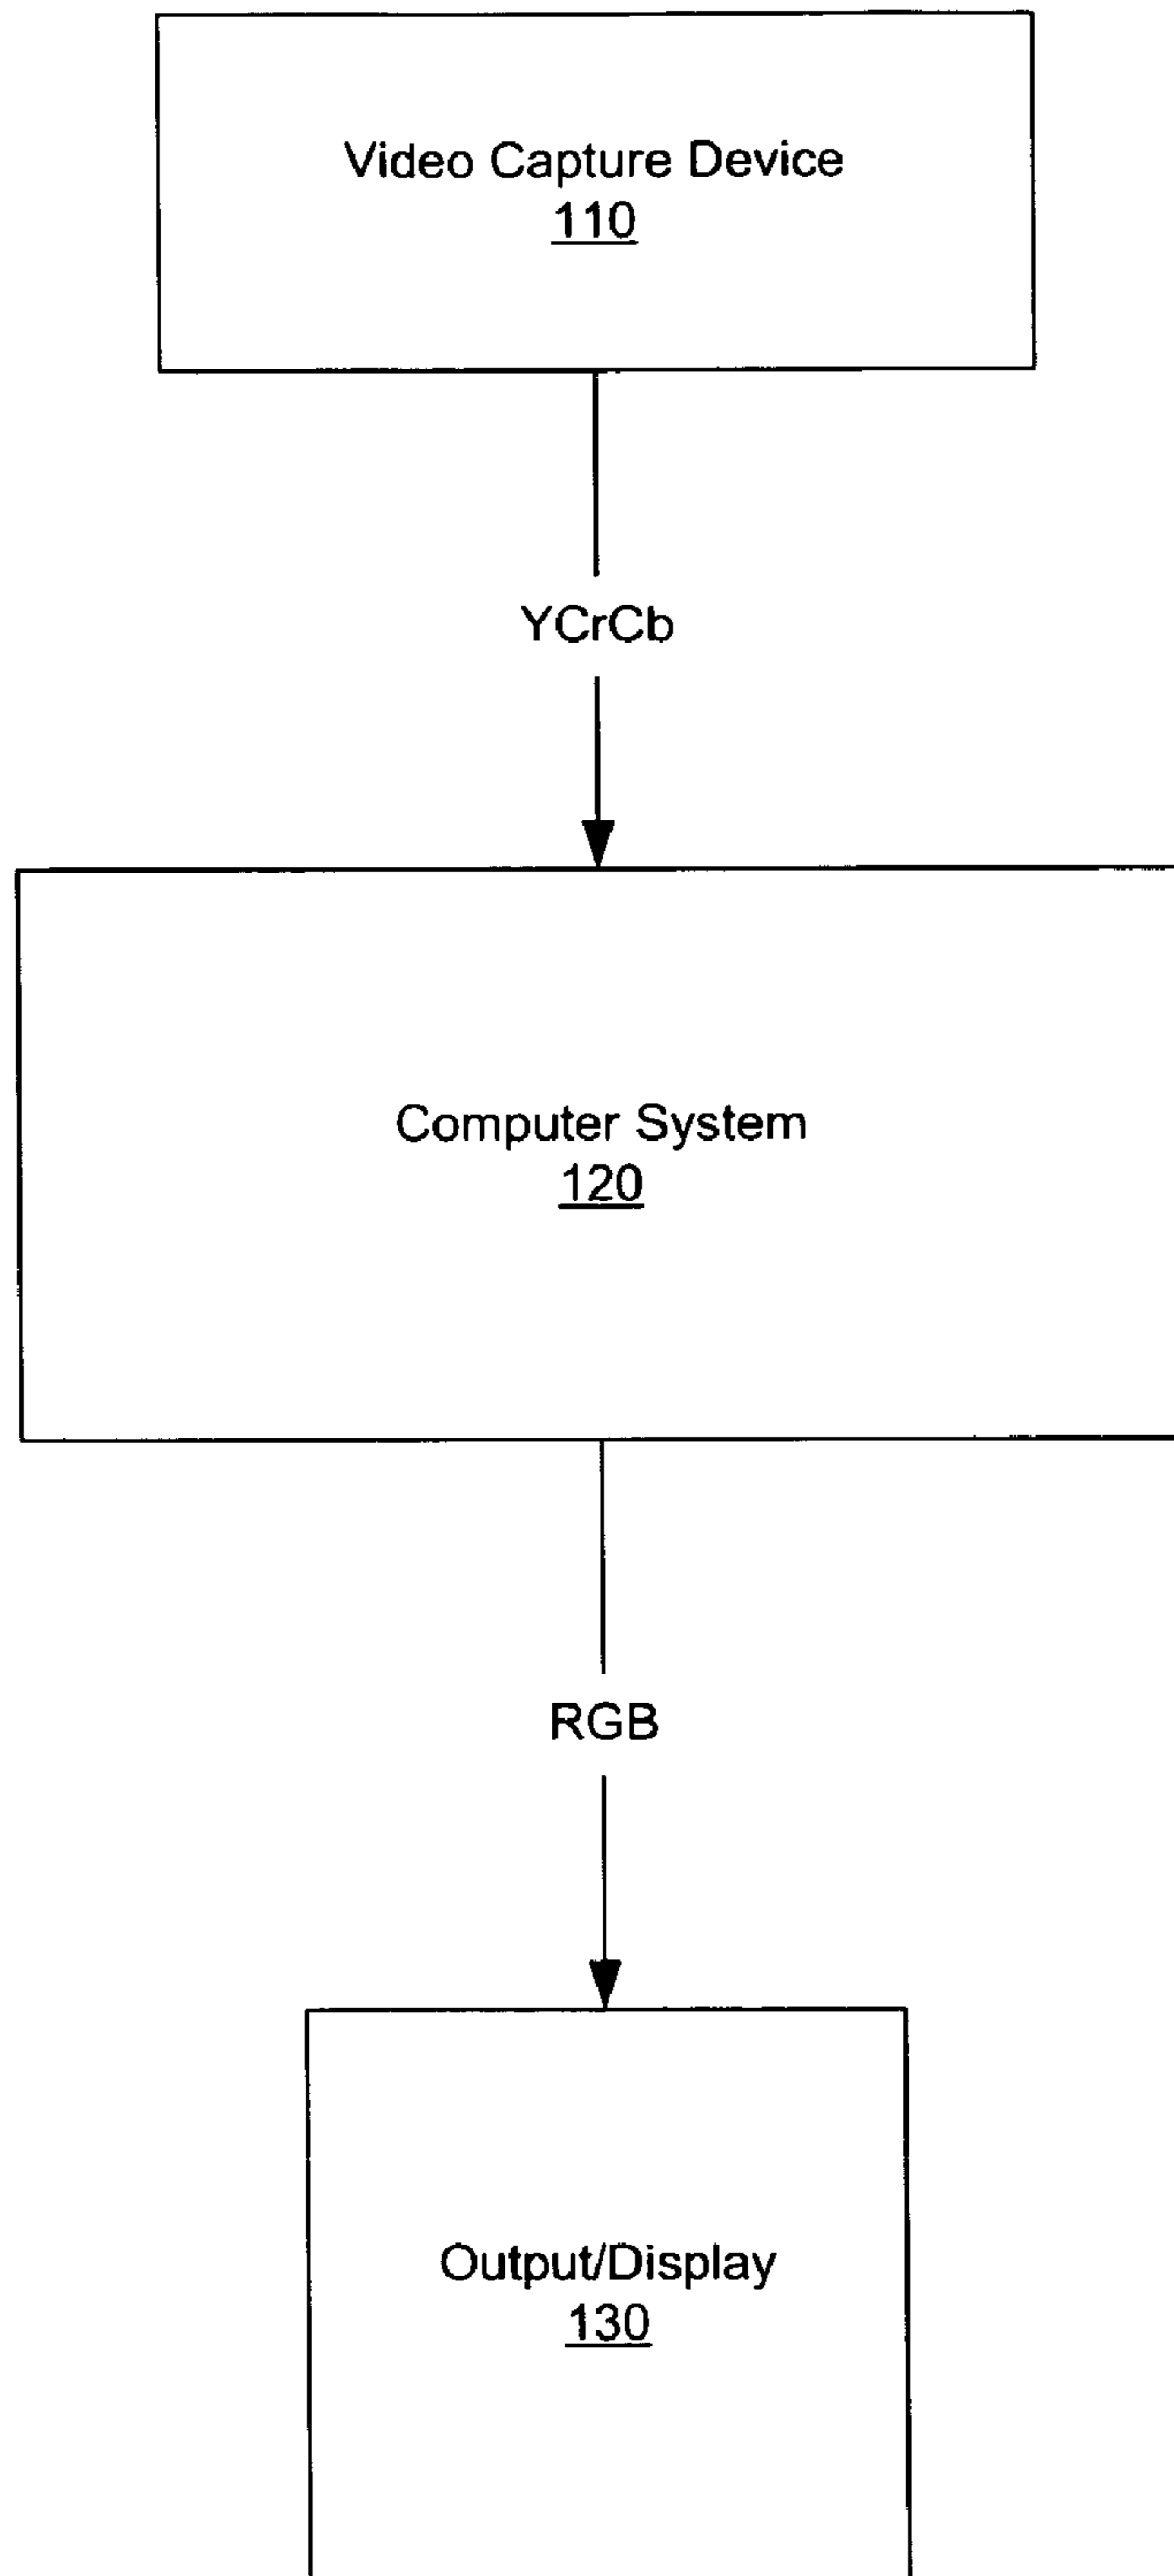 Video Capture Device
110
YCrCb
Computer System
120
RGB
Output/Display
130